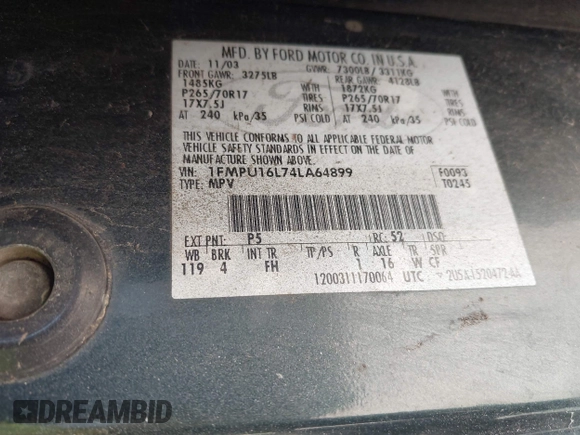 MFD. BY FORD MOTOR CO. IN U.S.A.
DATE: 11/03 GVWR: 7300LB / 3311KG
FRONT GAWR: 3275LB REAR GAWR: 4128LB
1485KG WITH 1872KG WITH
P265/70R17 TIRES P265/70R17 TIRES
17X7.5J RIMS 17X7.5J RIMS
AT 240 kPa/35 PSI COLD AT 240 kPa/35 PSI COLD
THIS VEHICLE CONFORMS TO ALL APPLICABLE FEDERAL MOTOR
VEHICLE SAFETY STANDARDS IN EFFECT ON THE DATE OF
MANUFACTURE SHOWN ABOVE.
VIN: 1FMPU16L74LA64899 F0093
TYPE: MPV T0245
EXT PNT: P5 RC: 52 DSO:
WB BRK INT TR TP/PS R AXLE TR SPR
119 4 FH 1 16 W CF
1200311170064 UTC
DREAMBID